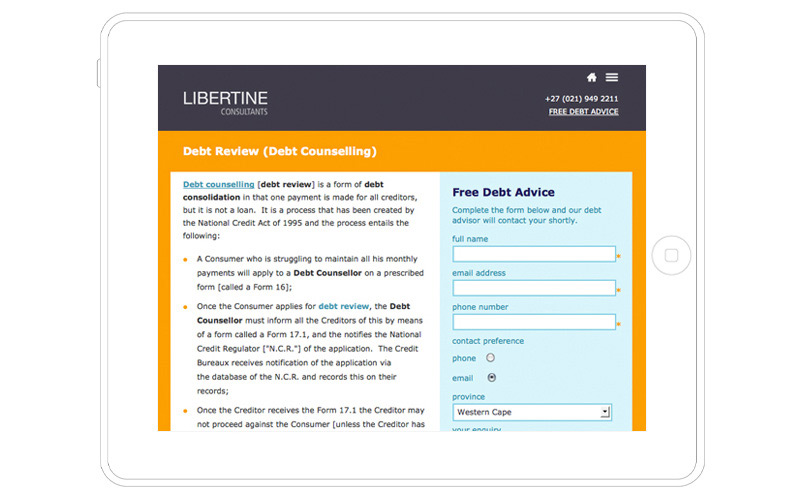 LIBERTINE
CONSULTANTS
+27 (021) 949 2211
FREE DEBT ADVICE
Debt Review (Debt Counselling)
Debt counselling [debt review] is a form of debt
consolidation in that one payment is made for all creditors,
but it is not a loan. It is a process that has been created by
the National Credit Act of 1995 and the process entails the
following:
A Consumer who is struggling to maintain all his monthly
payments will apply to a Debt Counsellor on a prescribed
form [called a Form 16];
Once the Consumer applies for debt review, the Debt
Counsellor must inform all the Creditors of this by means
of a form called a Form 17.1, and the notifies the National
Credit Regulator ["N.C.R."] of the application. The Credit
Bureaux receives notification of the application via
the database of the N.C.R. and records this on their
records;
Once the Creditor receives the Form 17.1 the Creditor may
not proceed against the Consumer [unless the Creditor has
Free Debt Advice
Complete the form below and our debt
advisor will contact your shortly.
full name
*
email address
*
phone number
*
contact preference
phone
email
province
Western Cape
your enquiry